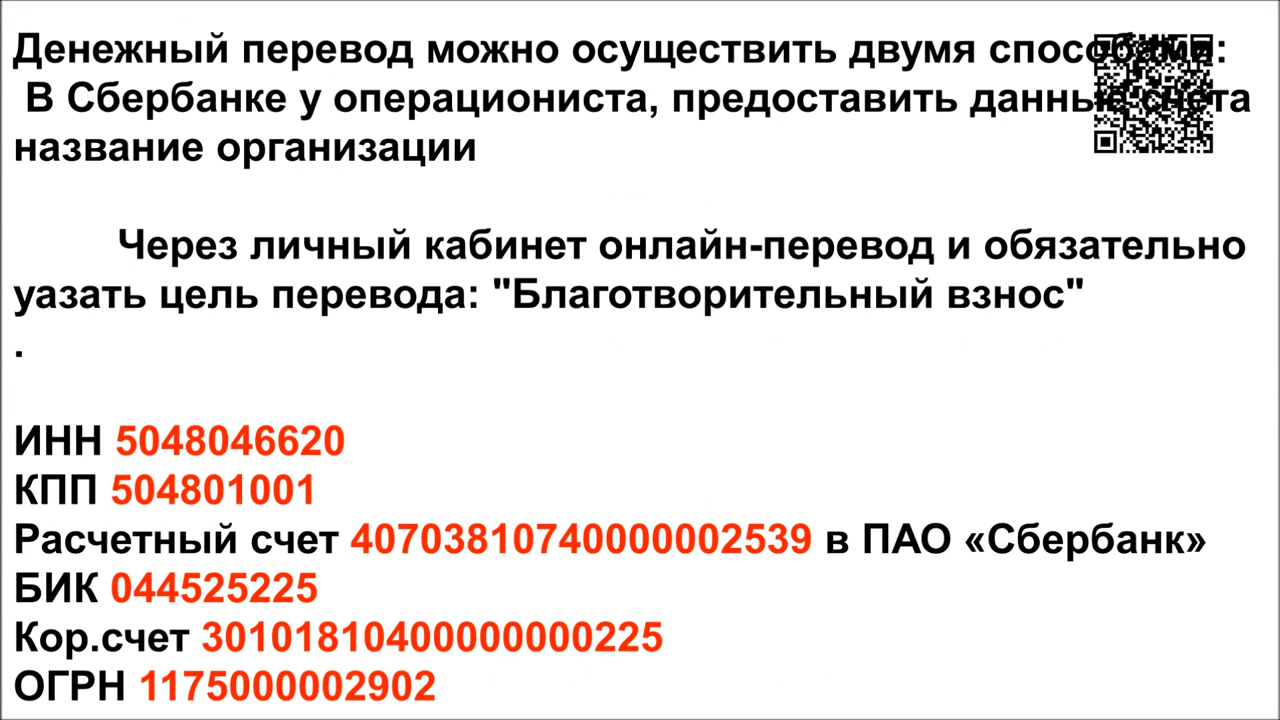 Денежный перевод можно осуществить двумя способами:
В Сбербанке у операциониста, предоставить данные счета
название организации
Через личный кабинет онлайн-перевод и обязательно
уазать цель перевода: "Благотворительный взнос"
.
ИНН 5048046620
КПП 504801001
Расчетный счет 40703810740000002539 в ПАО «Сбербанк»
БИК 044525225
Кор.счет 30101810400000000225
ОГРН 1175000002902